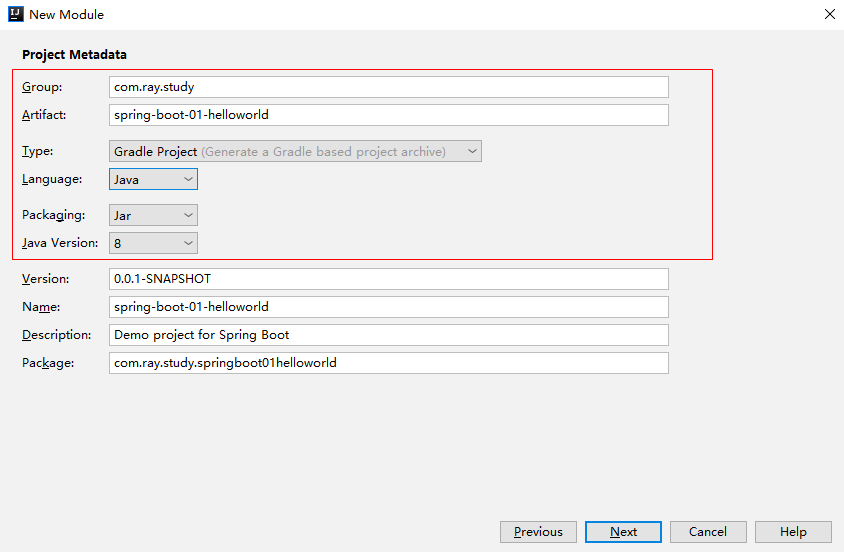 New Module
Project Metadata
Group: com.ray.study
Artifact: spring-boot-01-helloworld
Type: Gradle Project (Generate a Gradle based project archive)
Language: Java
Packaging: Jar
Java Version: 8
Version: 0.0.1-SNAPSHOT
Name: spring-boot-01-helloworld
Description: Demo project for Spring Boot
Package: com.ray.study.springboot01helloworld
Previous Next Cancel Help